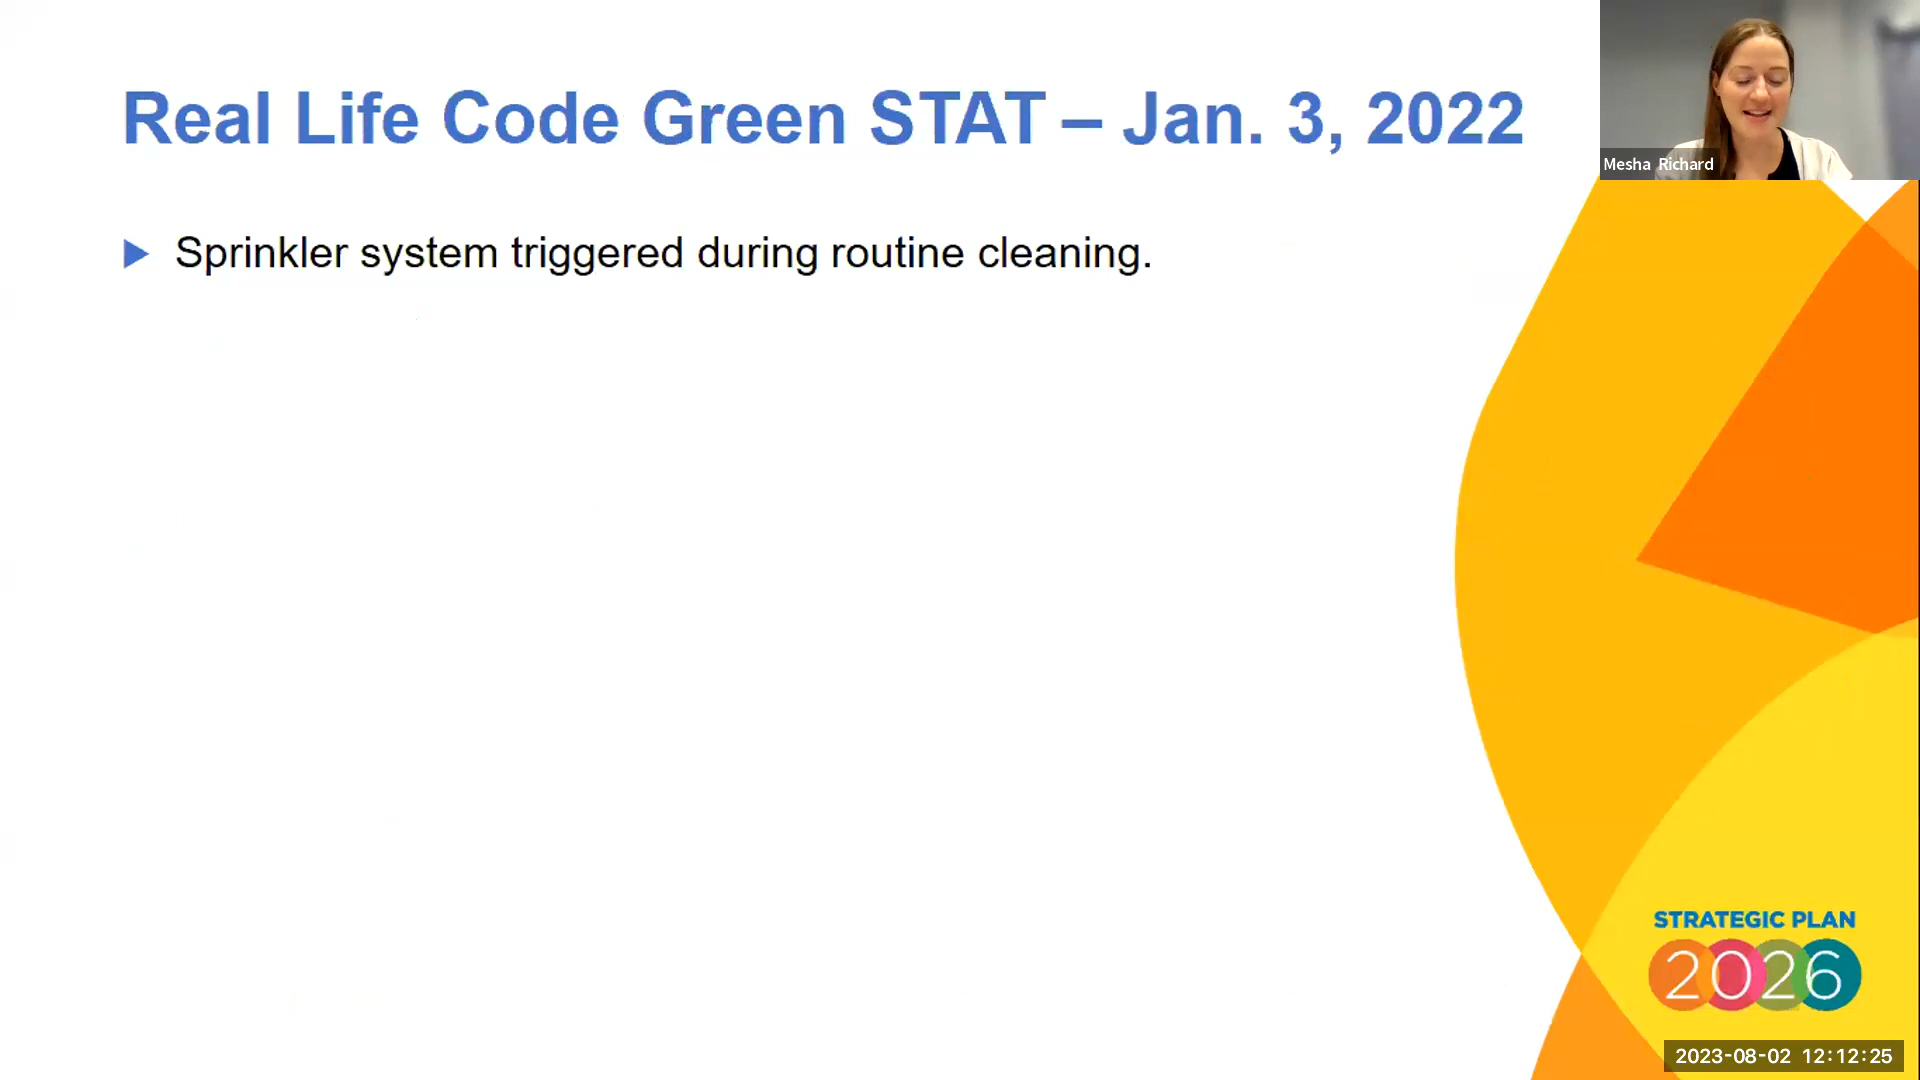 Real Life Code Green STAT – Jan. 3, 2022
Mesha Richard
Sprinkler system triggered during routine cleaning.
STRATEGIC PLAN
2026
2023-08-02 12:12:25